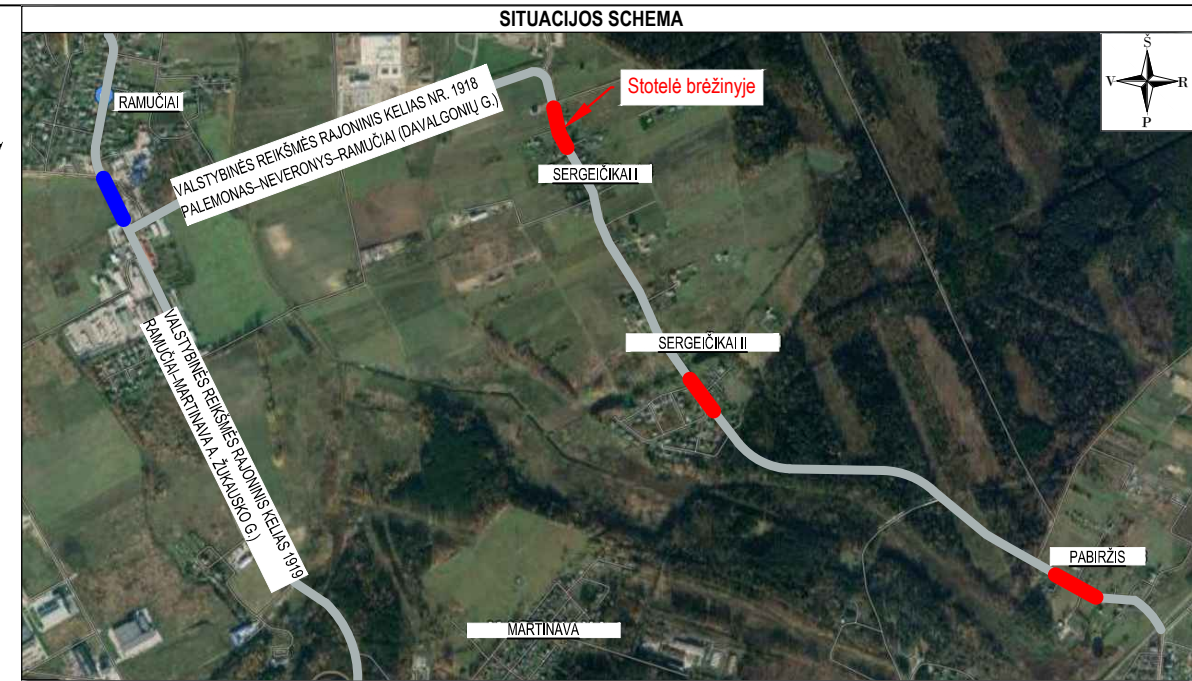 SITUACIJOS SCHEMA
Š
V
R
P
RAMUČIAI
Stotelė brėžinyje
VALSTYBINĖS REIKŠMĖS RAJONINIS KELIAS NR. 1918
PALEMONAS–NEVERONYS–RAMUČIAI (DAVALGONIŲ G.)
SERGEIČIKAI I
SERGEIČIKAI II
VALSTYBINĖS REIKŠMĖS RAJONINIS KELIAS 1919
RAMUČIAI–MARTINAVA A. ŽUKAUSKO G.)
PABIRŽIS
MARTINAVA